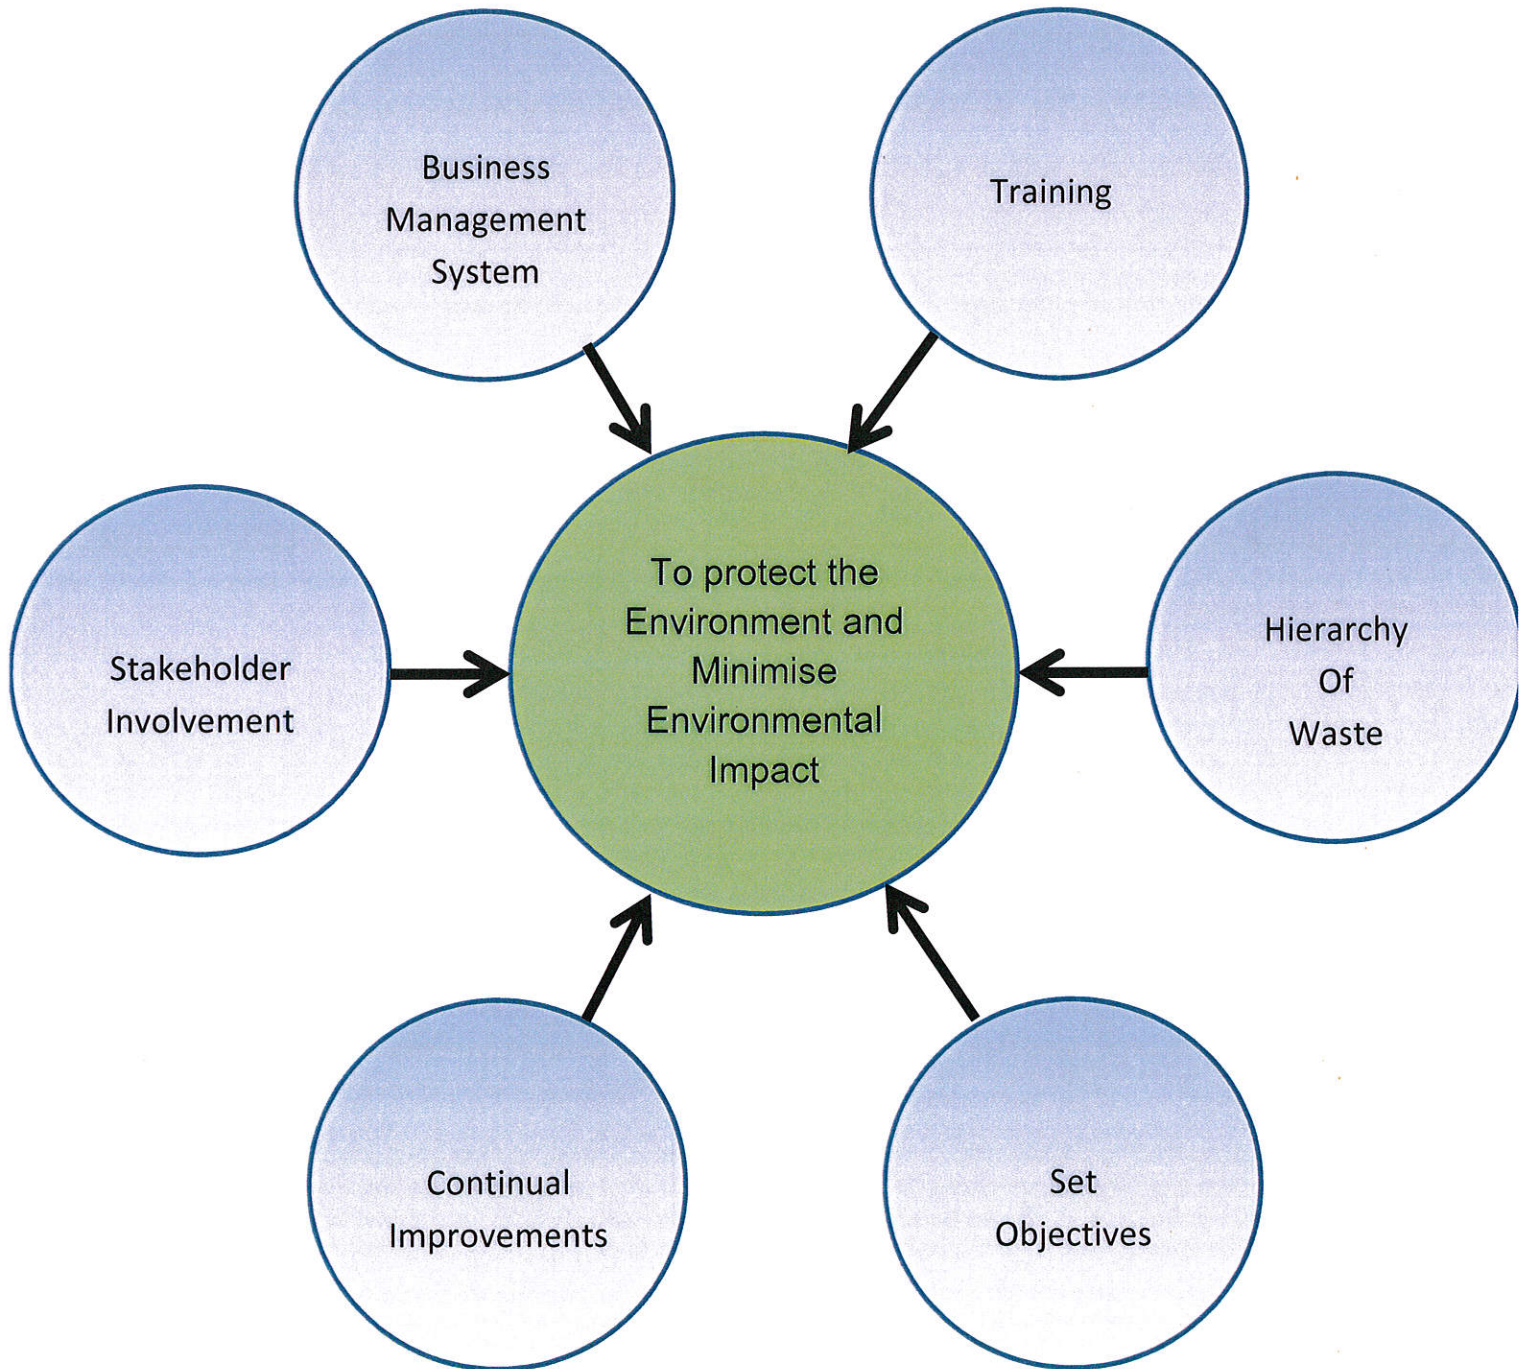 Business
Management
System
Training
Stakeholder
Involvement
To protect the
Environment and
Minimise
Environmental
Impact
Hierarchy
Of
Waste
Continual
Improvements
Set
Objectives